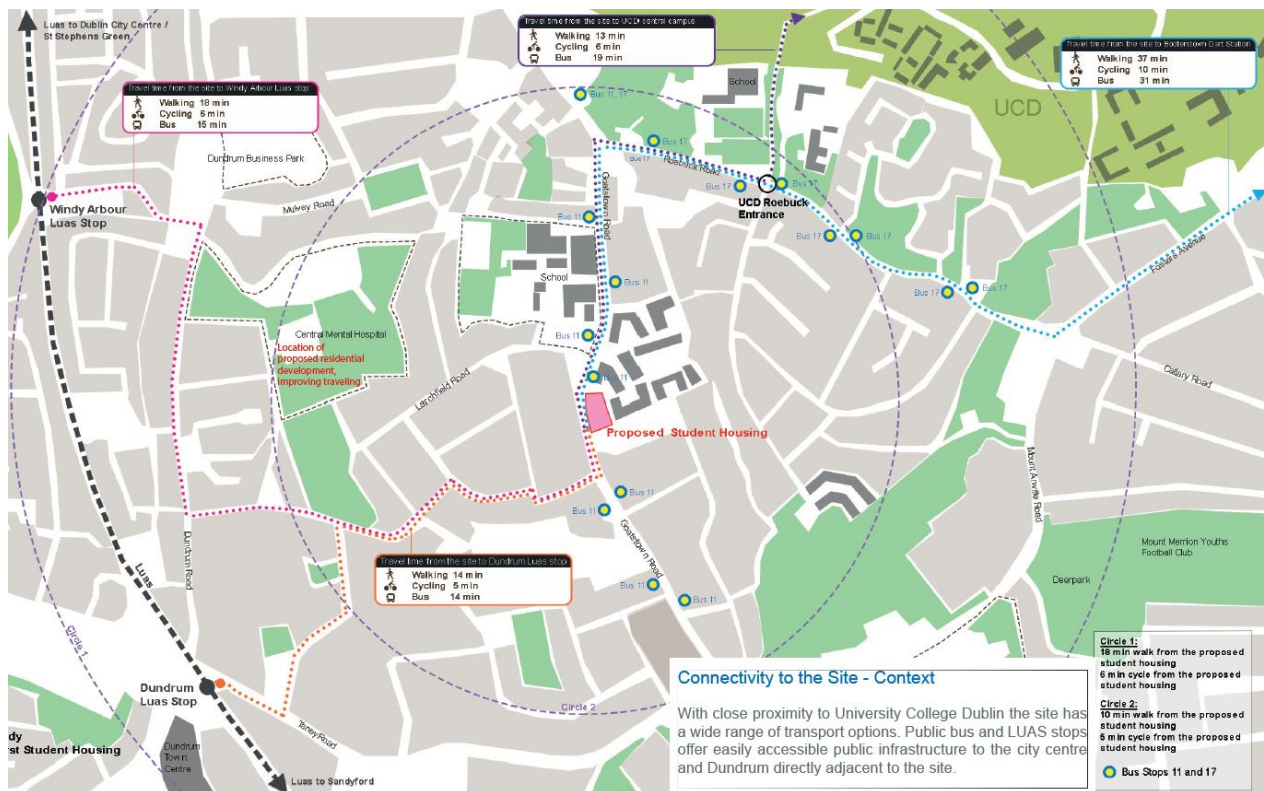 Luas to Dublin City Centre /
St Stephens Green
Travel time from the site to UCD central campus
Walking 13 min
Cycling 6 min
Bus 19 min
Travel time from the site to Booterstown Dart Station
Walking 37 min
Cycling 10 min
Bus 31 min
Travel time from the site to Windy Arbour Luas stop
Walking 18 min
Cycling 6 min
Bus 15 min
School
Bus 11, 17
UCD
Dundrum Business Park
Bus 17
Bus 17
Roebuck Road
Bus 17
Bus 17
UCD Roebuck
Entrance
Goatstown Road
Mulvey Road
Windy Arbour
Luas Stop
Bus 11
Bus 17
Bus 17
Fosters Avenue
School
Bus 11
Bus 17
Bus 17
Central Mental Hospital
Location of
proposed residential
development,
improving traveling
Bus 11
Larchfield Road
Bus 11
Callary Road
Proposed Student Housing
Mount Anville Road
Bus 11
Bus 11
Goatstown Road
Dundrum Road
Luas
Travel time from the site to Dundrum Luas stop
Walking 14 min
Cycling 5 min
Bus 14 min
Mount Merrion Youths
Football Club
Deerpark
Bus 11
Bus 11
Circle 1
Circle 2
Dundrum
Luas Stop
Taney Road
dy
rst Student Housing
Dundrum
Town
Centre
Luas to Sandyford
Connectivity to the Site - Context
With close proximity to University College Dublin the site has
a wide range of transport options. Public bus and LUAS stops
offer easily accessible public infrastructure to the city centre
and Dundrum directly adjacent to the site.
Circle 1:
18 min walk from the proposed
student housing
6 min cycle from the proposed
student housing
Circle 2:
10 min walk from the proposed
student housing
5 min cycle from the proposed
student housing
Bus Stops 11 and 17